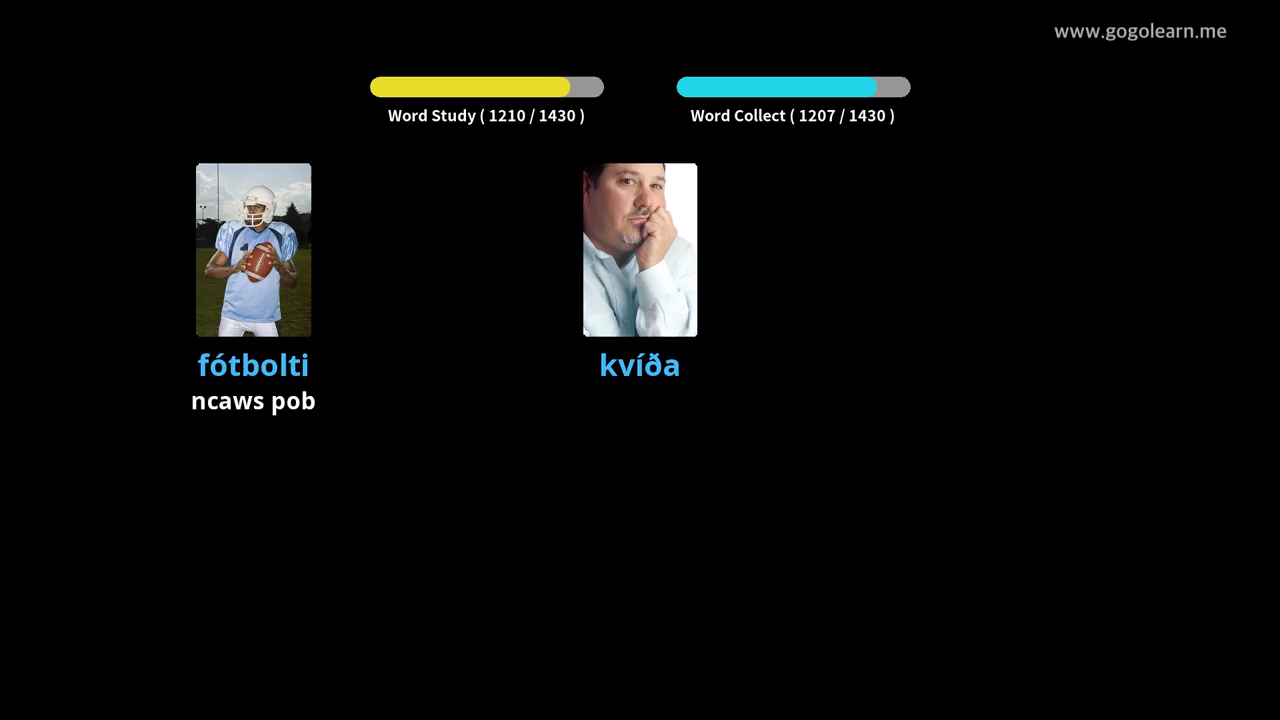 www.gogolearn.me
Word Study ( 1210 / 1430 )
Word Collect ( 1207 / 1430 )
fótbolti
ncaws pob
kvíða